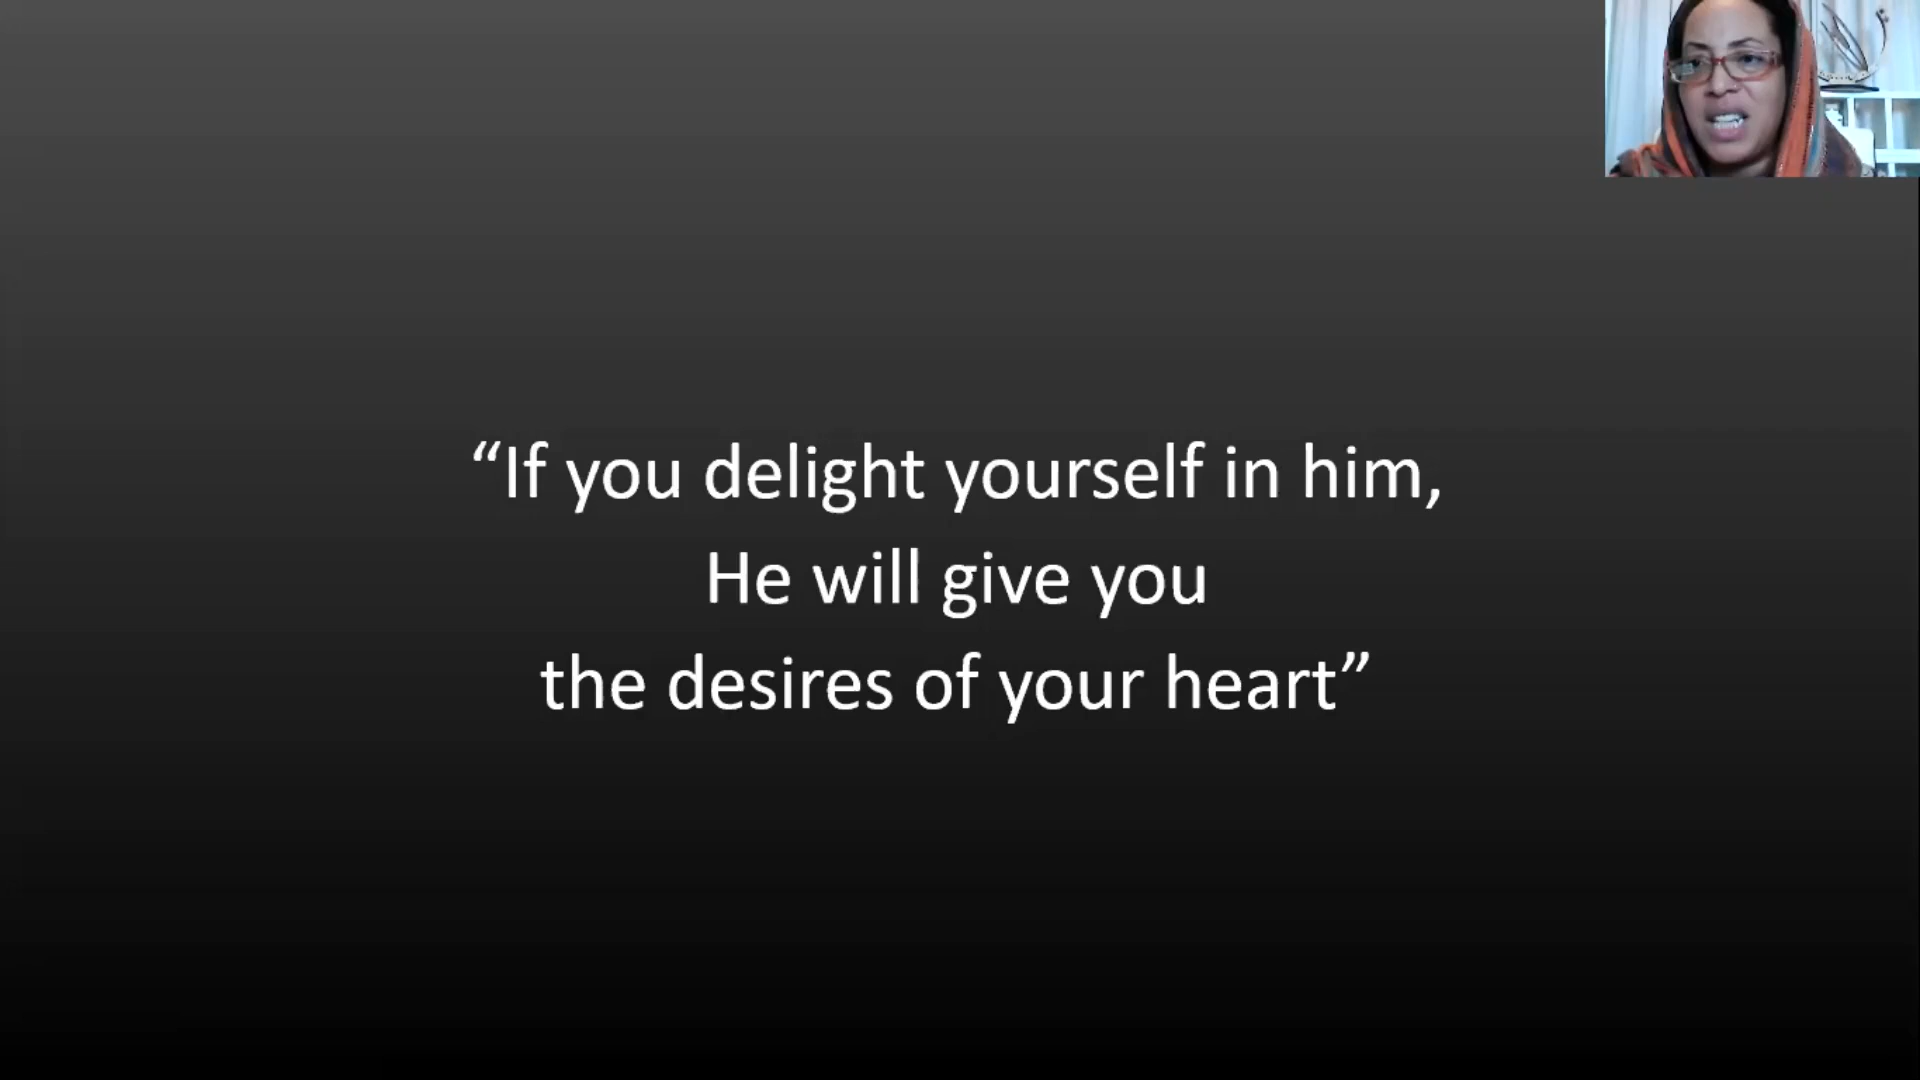 “If you delight yourself in him,
He will give you
the desires of your heart”